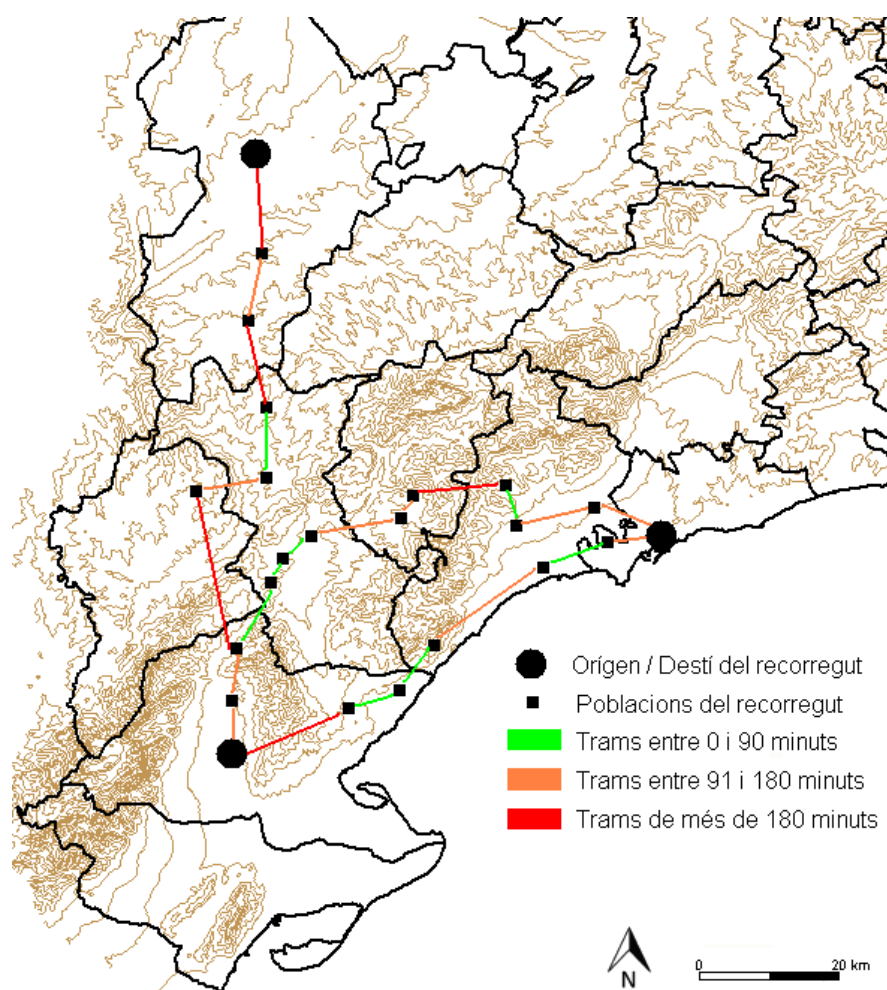 Orígen / Destí del recorregut
Poblacions del recorregut
Trams entre 0 i 90 minuts
Trams entre 91 i 180 minuts
Trams de més de 180 minuts
N
0 20 km